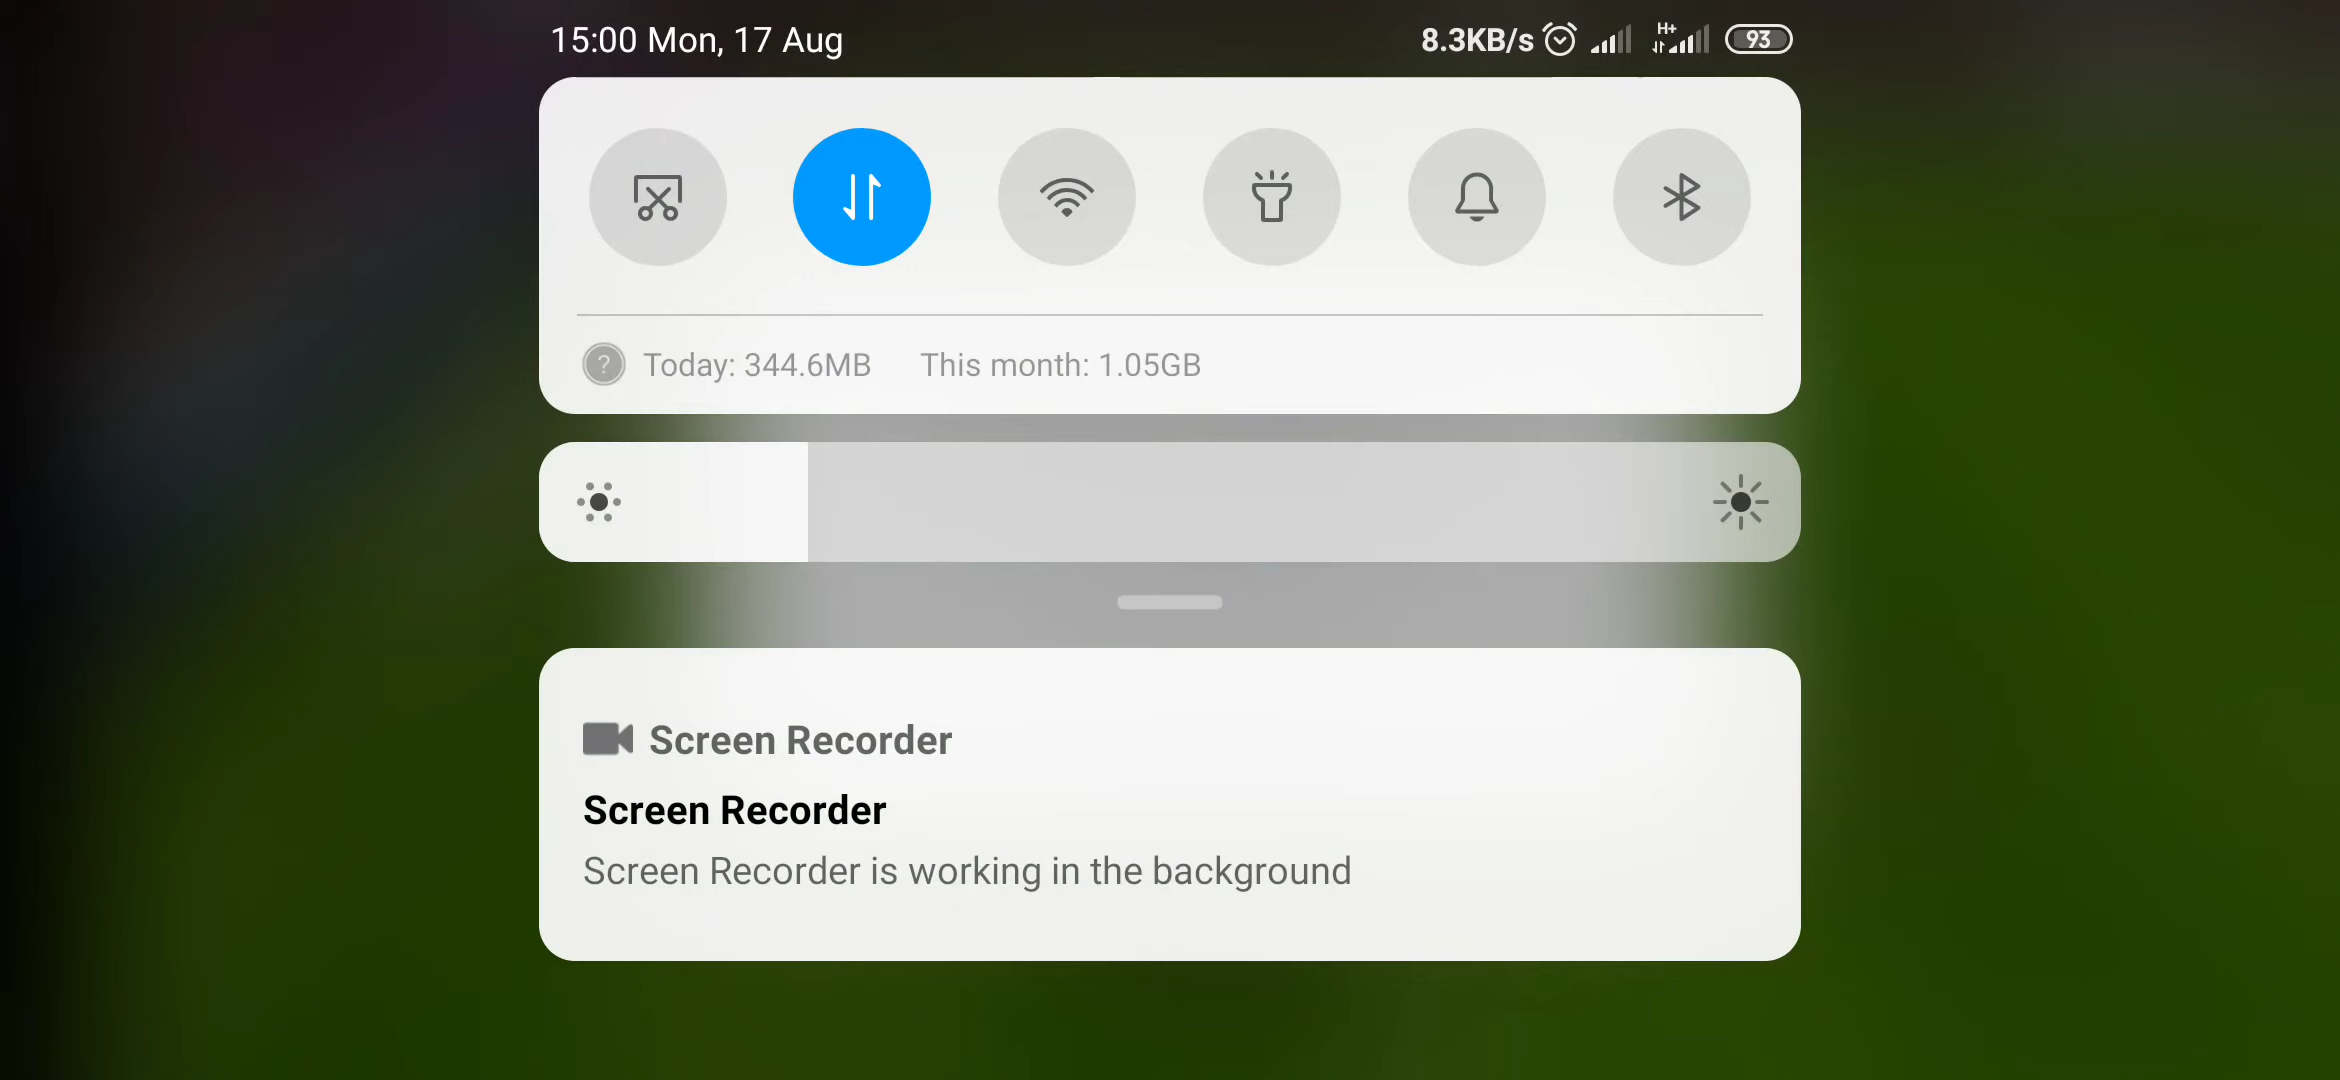 15:00 Mon, 17 Aug 8.3KB/s H+ 93
? Today: 344.6MB This month: 1.05GB
Screen Recorder
Screen Recorder
Screen Recorder is working in the background